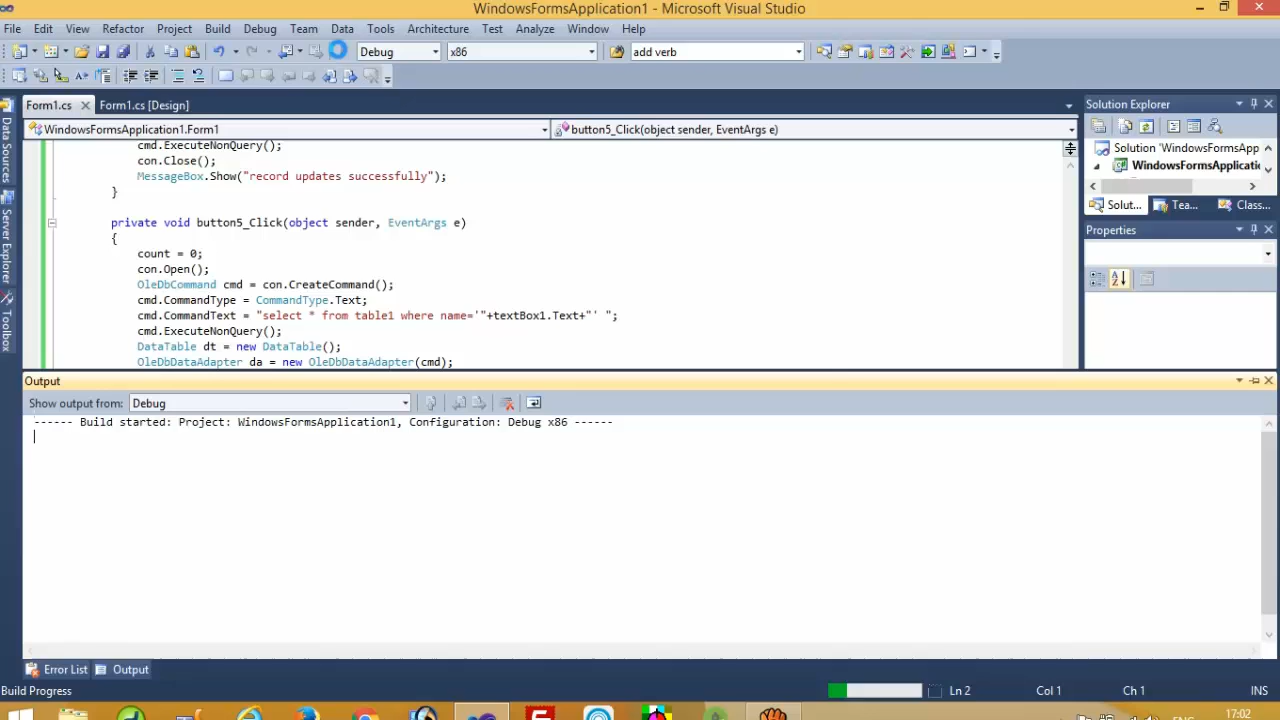 WindowsFormsApplication1 - Microsoft Visual Studio
File Edit View Refactor Project Build Debug Team Data Tools Architecture Test Analyze Window Help
Debug x86 add verb
Form1.cs Form1.cs [Design]
WindowsFormsApplication1.Form1 button5_Click(object sender, EventArgs e)
cmd.ExecuteNonQuery();
con.Close();
MessageBox.Show("record updates successfully");
}
private void button5_Click(object sender, EventArgs e)
{
count = 0;
con.Open();
OleDbCommand cmd = con.CreateCommand();
cmd.CommandType = CommandType.Text;
cmd.CommandText = "select * from table1 where name='"+textBox1.Text+"' ";
cmd.ExecuteNonQuery();
DataTable dt = new DataTable();
OleDbDataAdapter da = new OleDbDataAdapter(cmd);
Data Sources
Server Explorer
Toolbox
Solution Explorer
Solution 'WindowsFormsApp
WindowsFormsApplicatio
Solut... Tea... Class...
Properties
Output
Show output from: Debug
------ Build started: Project: WindowsFormsApplication1, Configuration: Debug x86 ------
Error List Output
Build Progress Ln 2 Col 1 Ch 1 INS
17:02